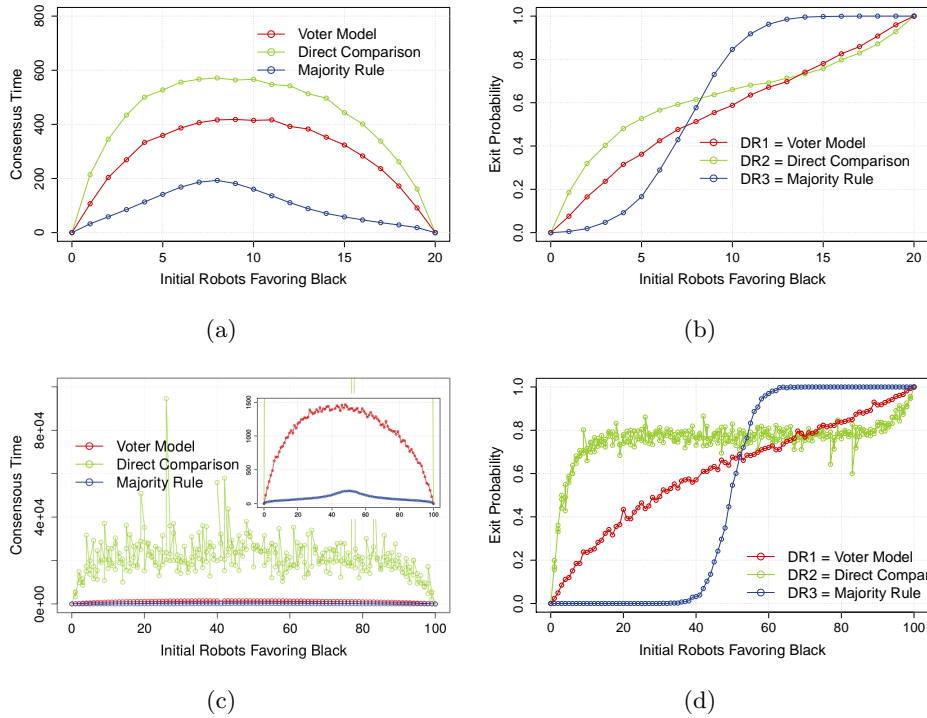 800
600
400
200
0
Consensus Time
Voter Model
Direct Comparison
Majority Rule
0 5 10 15 20
Initial Robots Favoring Black
(a)
1.0
0.8
0.6
0.4
0.2
0.0
Exit Probability
DR1 = Voter Model
DR2 = Direct Comparison
DR3 = Majority Rule
0 5 10 15 20
Initial Robots Favoring Black
(b)
8e+04
4e+04
0e+00
Consensous Time
Voter Model
Direct Comparison
Majority Rule
1500
1000
500
0
0 20 40 60 80 100
0 20 40 60 80 100
Initial Robots Favoring Black
(c)
1.0
0.8
0.6
0.4
0.2
0.0
Exit Probability
DR1 = Voter Model
DR2 = Direct Compari
DR3 = Majority Rule
0 20 40 60 80 100
Initial Robots Favoring Black
(d)